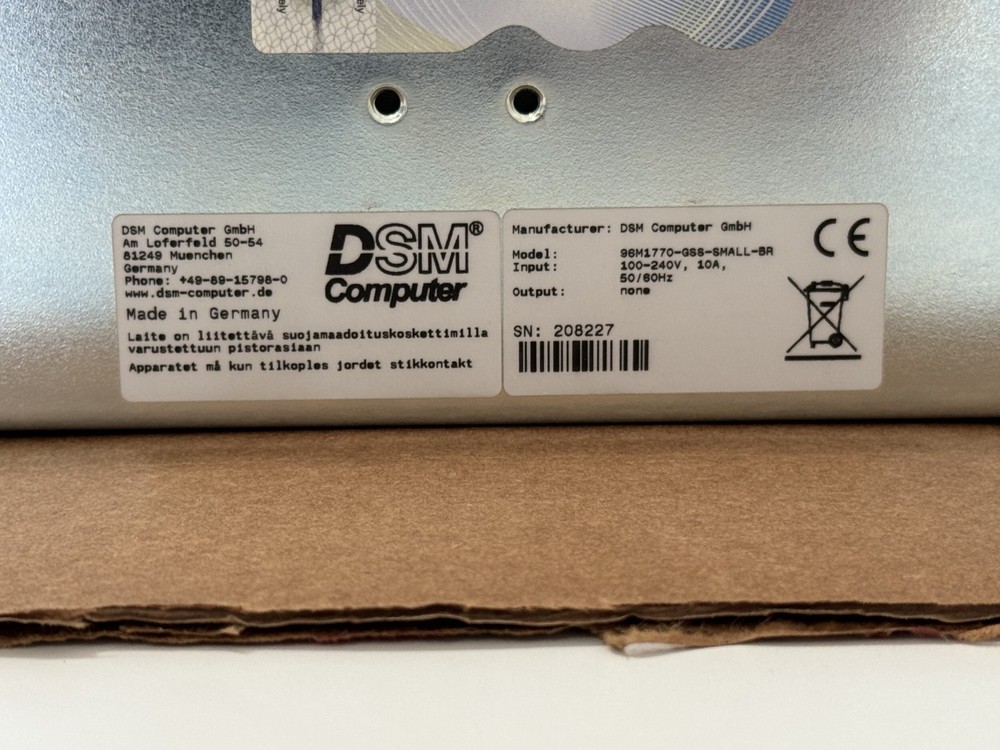 ely
ely
DSM Computer GmbH
Am Loferfeld 50-54
81249 Muenchen
Germany
Phone: +49-89-15798-0
www.dsm-computer.de
Made in Germany
DSM®
Computer
Laite on liitettävä suojamaadoituskoskettimilla
varustettuun pistorasiaan
Apparatet må kun tilkoples jordet stikkontakt
Manufacturer: DSM Computer GmbH
Model: 96M1770-GSS-SMALL-BR
Input: 100-240V, 10A,
50/60Hz
Output: none
SN: 208227
CE